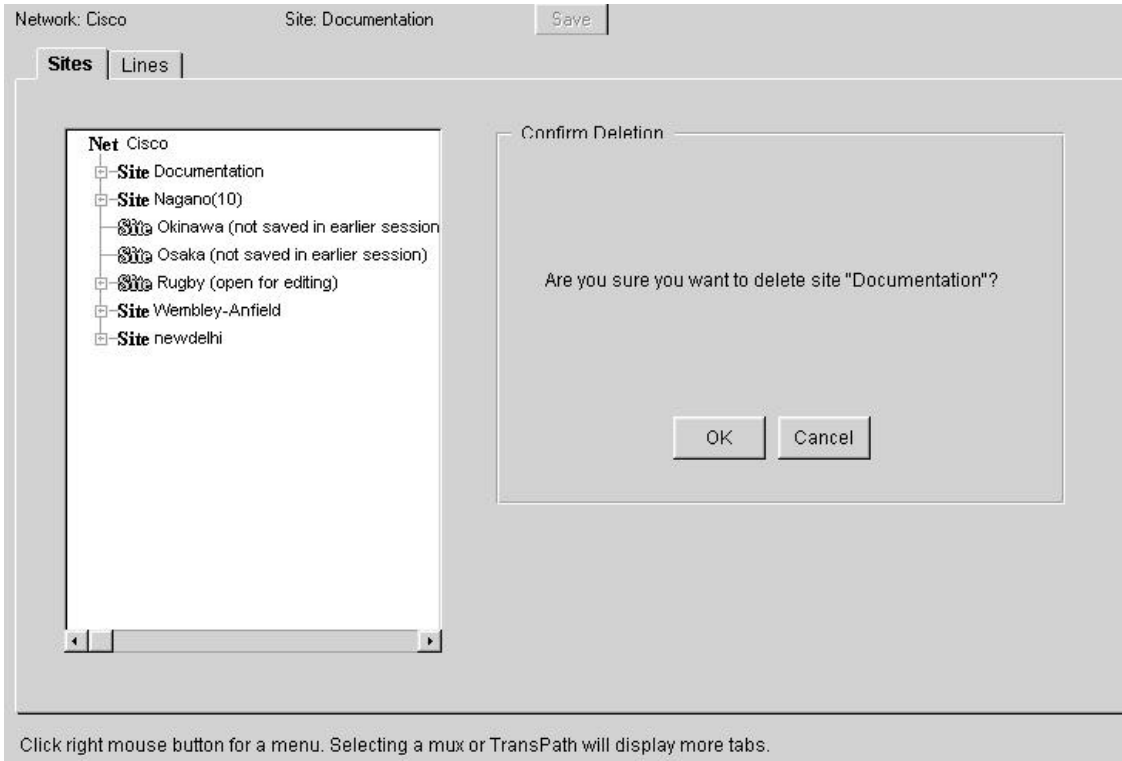 Network: Cisco
Site: Documentation
Save
Sites
Lines
Net Cisco
Site Documentation
Site Nagano(10)
Site Okinawa (not saved in earlier session
Site Osaka (not saved in earlier session)
Site Rugby (open for editing)
Site Wembley-Anfield
Site newdelhi
Confirm Deletion
Are you sure you want to delete site "Documentation"?
OK
Cancel
Click right mouse button for a menu. Selecting a mux or TransPath will display more tabs.